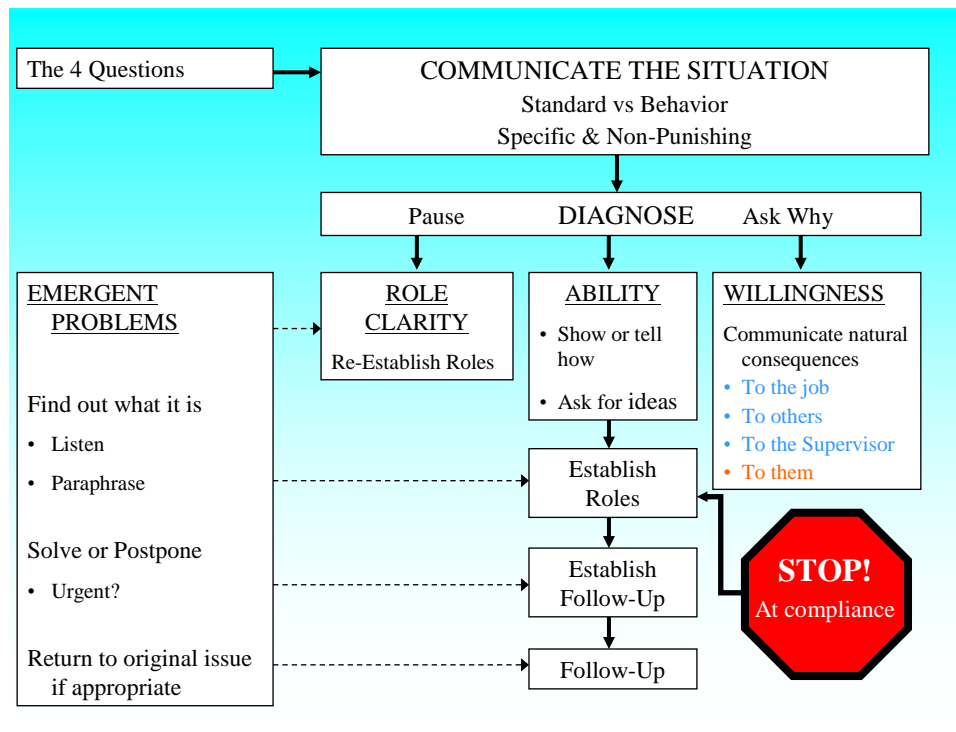 The 4 Questions
COMMUNICATE THE SITUATION
Standard vs Behavior
Specific & Non-Punishing
Pause DIAGNOSE Ask Why
EMERGENT
PROBLEMS
Find out what it is
• Listen
• Paraphrase
Solve or Postpone
• Urgent?
Return to original issue
if appropriate
ROLE
CLARITY
Re-Establish Roles
ABILITY
• Show or tell
how
• Ask for ideas
WILLINGNESS
Communicate natural
consequences
• To the job
• To others
• To the Supervisor
• To them
Establish
Roles
Establish
Follow-Up
Follow-Up
STOP!
At compliance